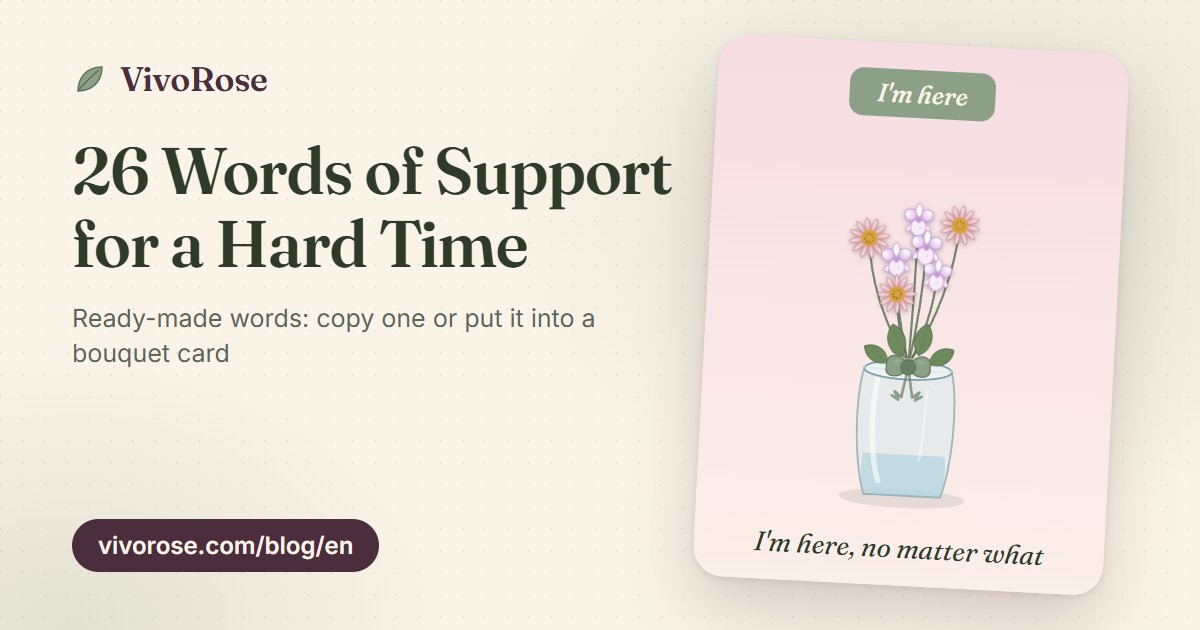 VivoRose
26 Words of Support
for a Hard Time
Ready-made words: copy one or put it into a
bouquet card
vivorose.com/blog/en
I'm here
I'm here, no matter what